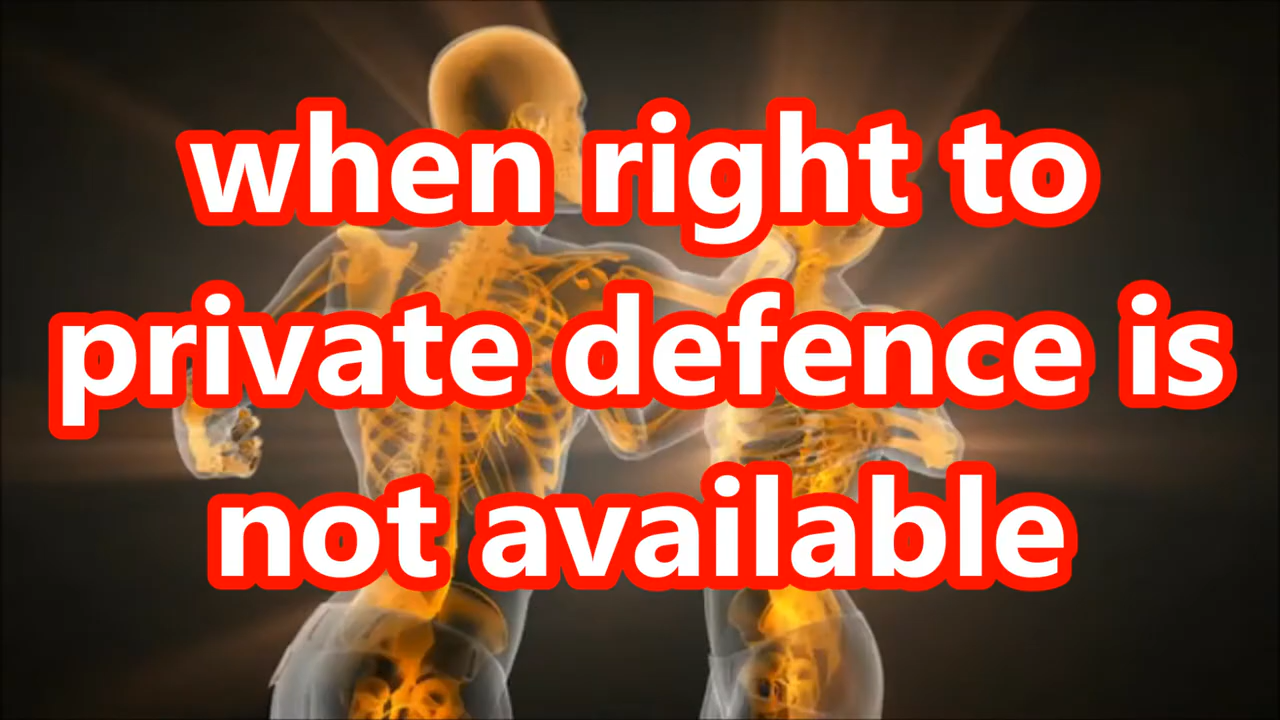 when right to
private defence is
not available